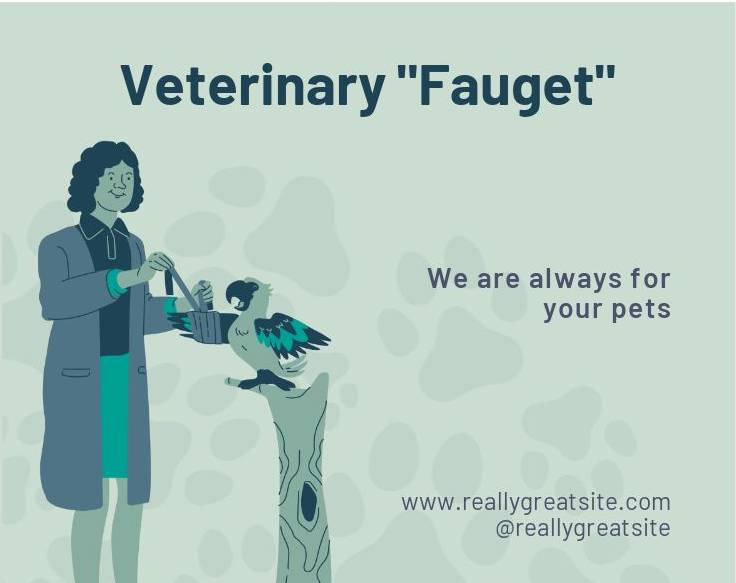 Veterinary "Fauget"
We are always for
your pets
www.reallygreatsite.com
@reallygreatsite